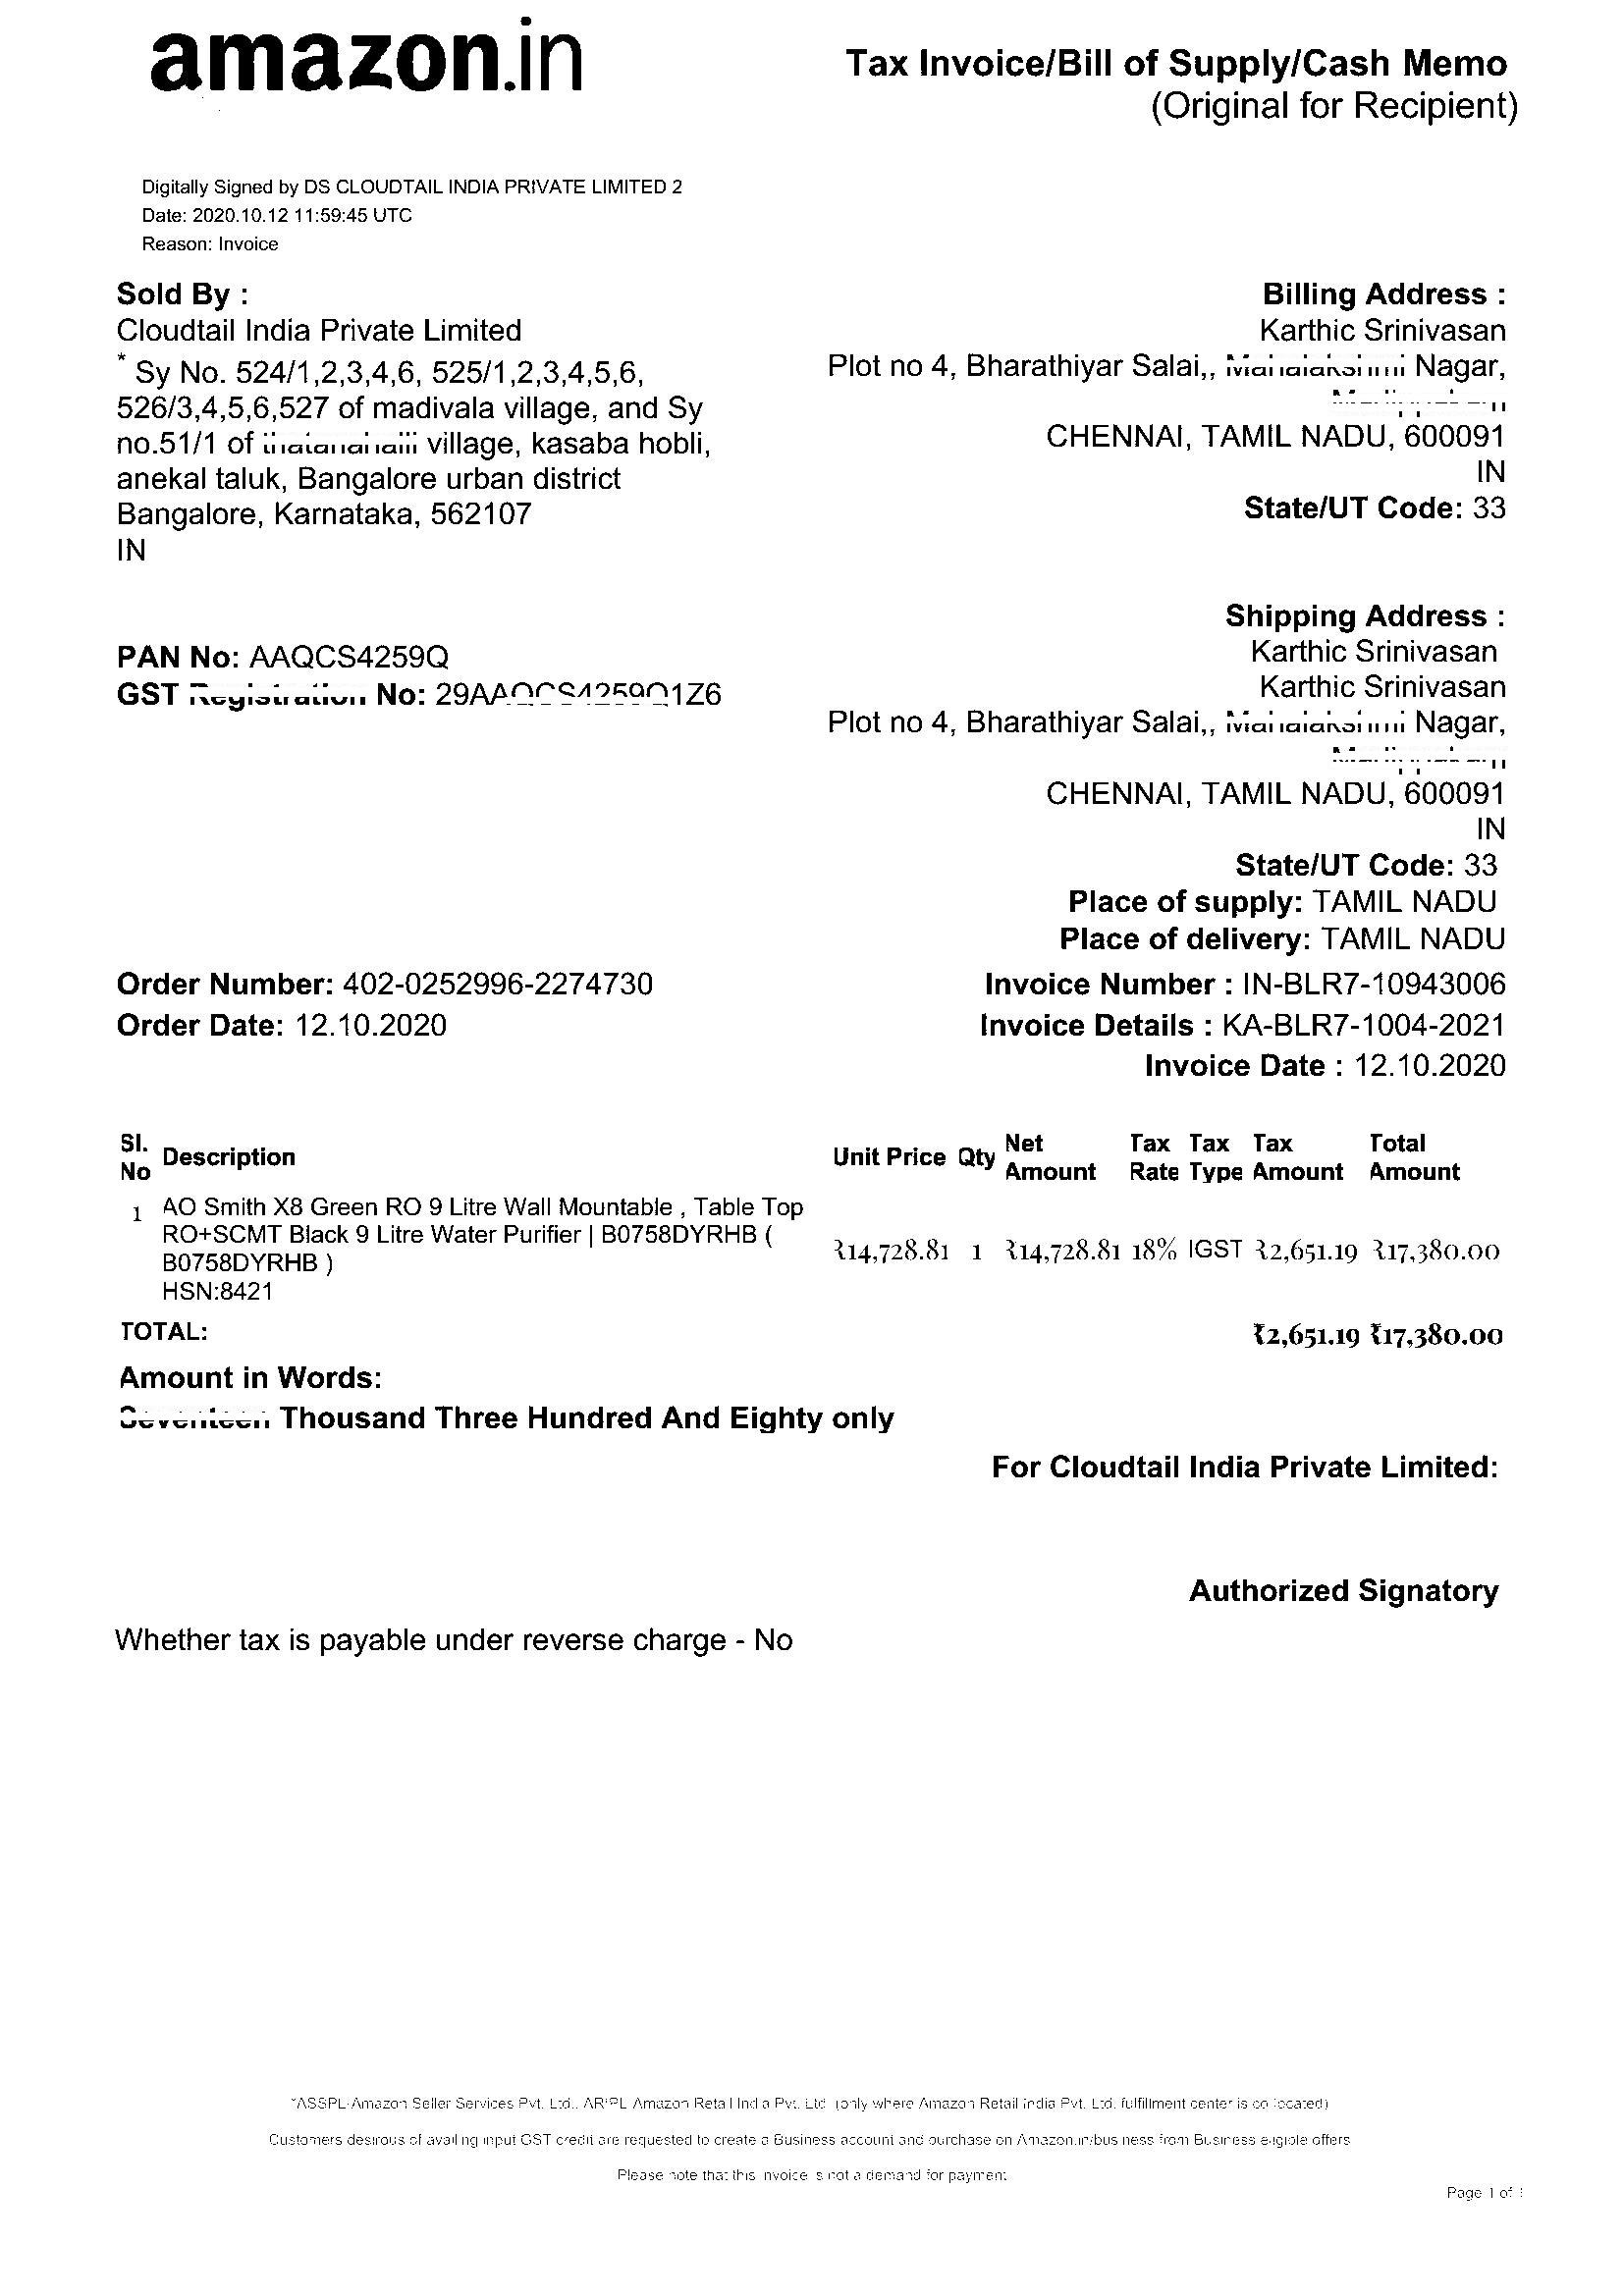 amazon.in
Tax Invoice/Bill of Supply/Cash Memo
(Original for Recipient)
Digitally Signed by DS CLOUDTAIL INDIA PRIVATE LIMITED 2
Date: 2020.10.12 11:59:45 UTC
Reason: Invoice
Sold By :
Cloudtail India Private Limited
* Sy No. 524/1,2,3,4,6, 525/1,2,3,4,5,6,
526/3,4,5,6,527 of madivala village, and Sy
no.51/1 of village, kasaba hobli,
anekal taluk, Bangalore urban district
Bangalore, Karnataka, 562107
IN
Billing Address :
Karthic Srinivasan
Plot no 4, Bharathiyar Salai,, Nagar,
CHENNAI, TAMIL NADU, 600091
IN
State/UT Code: 33
PAN No: AAQCS4259Q
GST Registration No: 29AAQCS4259Q1Z6
Shipping Address :
Karthic Srinivasan
Karthic Srinivasan
Plot no 4, Bharathiyar Salai,, Nagar,
CHENNAI, TAMIL NADU, 600091
IN
State/UT Code: 33
Place of supply: TAMIL NADU
Place of delivery: TAMIL NADU
Order Number: 402-0252996-2274730
Order Date: 12.10.2020
Invoice Number : IN-BLR7-10943006
Invoice Details : KA-BLR7-1004-2021
Invoice Date : 12.10.2020
Sl. No Description Unit Price Qty Net Amount Tax Rate Tax Type Tax Amount Total Amount
1 AO Smith X8 Green RO 9 Litre Wall Mountable , Table Top
RO+SCMT Black 9 Litre Water Purifier | B0758DYRHB (
B0758DYRHB )
HSN:8421
₹14,728.81 1 ₹14,728.81 18% IGST ₹2,651.19 ₹17,380.00
TOTAL: ₹2,651.19 ₹17,380.00
Amount in Words:
Seventeen Thousand Three Hundred And Eighty only
For Cloudtail India Private Limited:
Authorized Signatory
Whether tax is payable under reverse charge - No
*ASSPL-Amazon Seller Services Pvt. Ltd., ARIPL-Amazon Retail India Pvt. Ltd. (only where Amazon Retail India Pvt. Ltd. fulfillment center is co-located)
Customers desirous of availing input GST credit are requested to create a Business account and purchase on Amazon.in/business from Business eligible offers
Please note that this invoice is not a demand for payment
Page 1 of